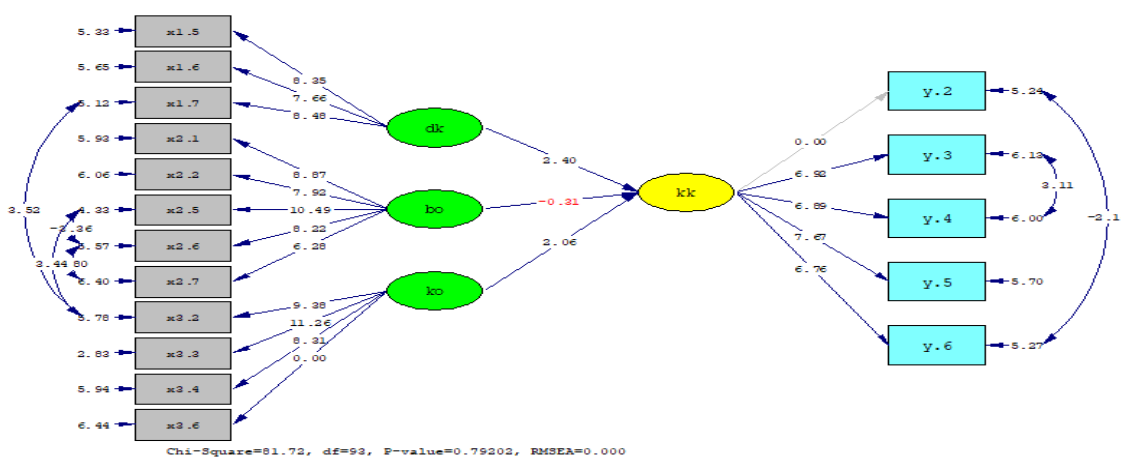 5.33 x1.5
5.65 x1.6
5.12 x1.7
5.93 x2.1
6.06 x2.2
4.33 x2.5
x2.6
6.40 x2.7
5.78 x3.2
2.83 x3.3
5.94 x3.4
6.44 x3.6
3.52
3.44
8.35
7.66
8.48
8.87
7.92
10.49
8.22
6.28
9.38
11.26
8.31
0.00
dk
bo
ko
2.40
-0.31
2.06
kk
0.00
6.92
6.89
7.67
6.76
y.2 5.24
y.3 6.13
y.4 6.00
y.5 5.70
y.6 5.27
3.11
-2.1
Chi-Square=81.72, df=93, P-value=0.79202, RMSEA=0.000